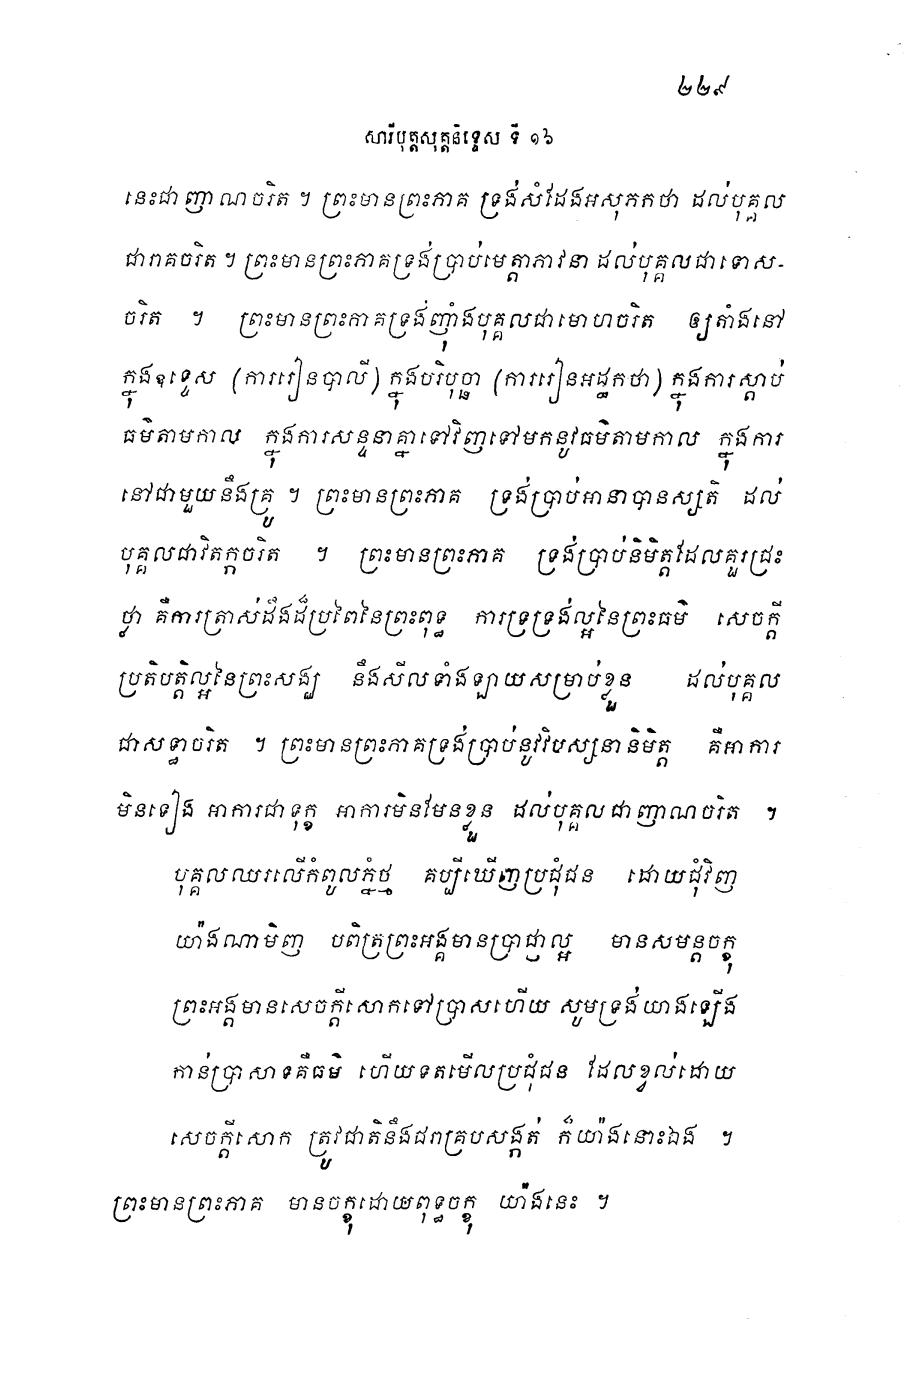 ២២៩
សារីបុត្តសុត្តនិទ្ទេស ទី ១៦
នេះជាញាណចរិត ។ ព្រះមានព្រះភាគ ទ្រង់សំដែងអសុភកថា ដល់បុគ្គល
ជារាគចរិត ។ ព្រះមានព្រះភាគទ្រង់ប្រាប់មេត្តាភាវនា ដល់បុគ្គលជាទោស-
ចរិត ។ ព្រះមានព្រះភាគទ្រង់ញ៉ាំងបុគ្គលជាមោហចរិត ឲ្យតាំងនៅ
ក្នុងឧទ្ទេស (ការរៀនបាលី) ក្នុងបរិបុច្ឆា (ការរៀនអដ្ឋកថា) ក្នុងការស្តាប់
ធម៌តាមកាល ក្នុងការសន្ទនាគ្នាទៅវិញទៅមកនូវធម៌តាមកាល ក្នុងការ
នៅជាមួយនឹងគ្រូ ។ ព្រះមានព្រះភាគ ទ្រង់ប្រាប់អានាបានស្សតិ ដល់
បុគ្គលជាវិតក្កចរិត ។ ព្រះមានព្រះភាគ ទ្រង់ប្រាប់និមិត្តដែលគួរជ្រះ
ថ្លា គឺការត្រាស់ដឹងដ៏ប្រពៃនៃព្រះពុទ្ធ ការទ្រទ្រង់ល្អនៃព្រះធម៌ សេចក្តី
ប្រតិបត្តិល្អនៃព្រះសង្ឃ នឹងសីលទាំងឡាយសម្រាប់ខ្លួន ដល់បុគ្គល
ជាសទ្ធាចរិត ។ ព្រះមានព្រះភាគទ្រង់ប្រាប់នូវវិបស្សនានិមិត្ត គឺអាការ
មិនទៀង អាការជាទុក្ខ អាការមិនមែនខ្លួន ដល់បុគ្គលជាញាណចរិត ។
បុគ្គលឈរលើកំពូលភ្នំថ្ម គប្បីឃើញប្រជុំជន ដោយជុំវិញ
យ៉ាងណាមិញ បពិត្រព្រះអង្គមានប្រាជ្ញាល្អ មានសមន្តចក្ខុ
ព្រះអង្គមានសេចក្តីសោកទៅប្រាសហើយ សូមទ្រង់យាងឡើង
កាន់ប្រាសាទគឺធម៌ ហើយទតមើលប្រជុំជន ដែលខ្វល់ដោយ
សេចក្តីសោក ត្រូវជាតិនឹងជរាគ្របសង្កត់ ក៏យ៉ាងនោះឯង ។
ព្រះមានព្រះភាគ មានចក្ខុដោយពុទ្ធចក្ខុ យ៉ាងនេះ ។